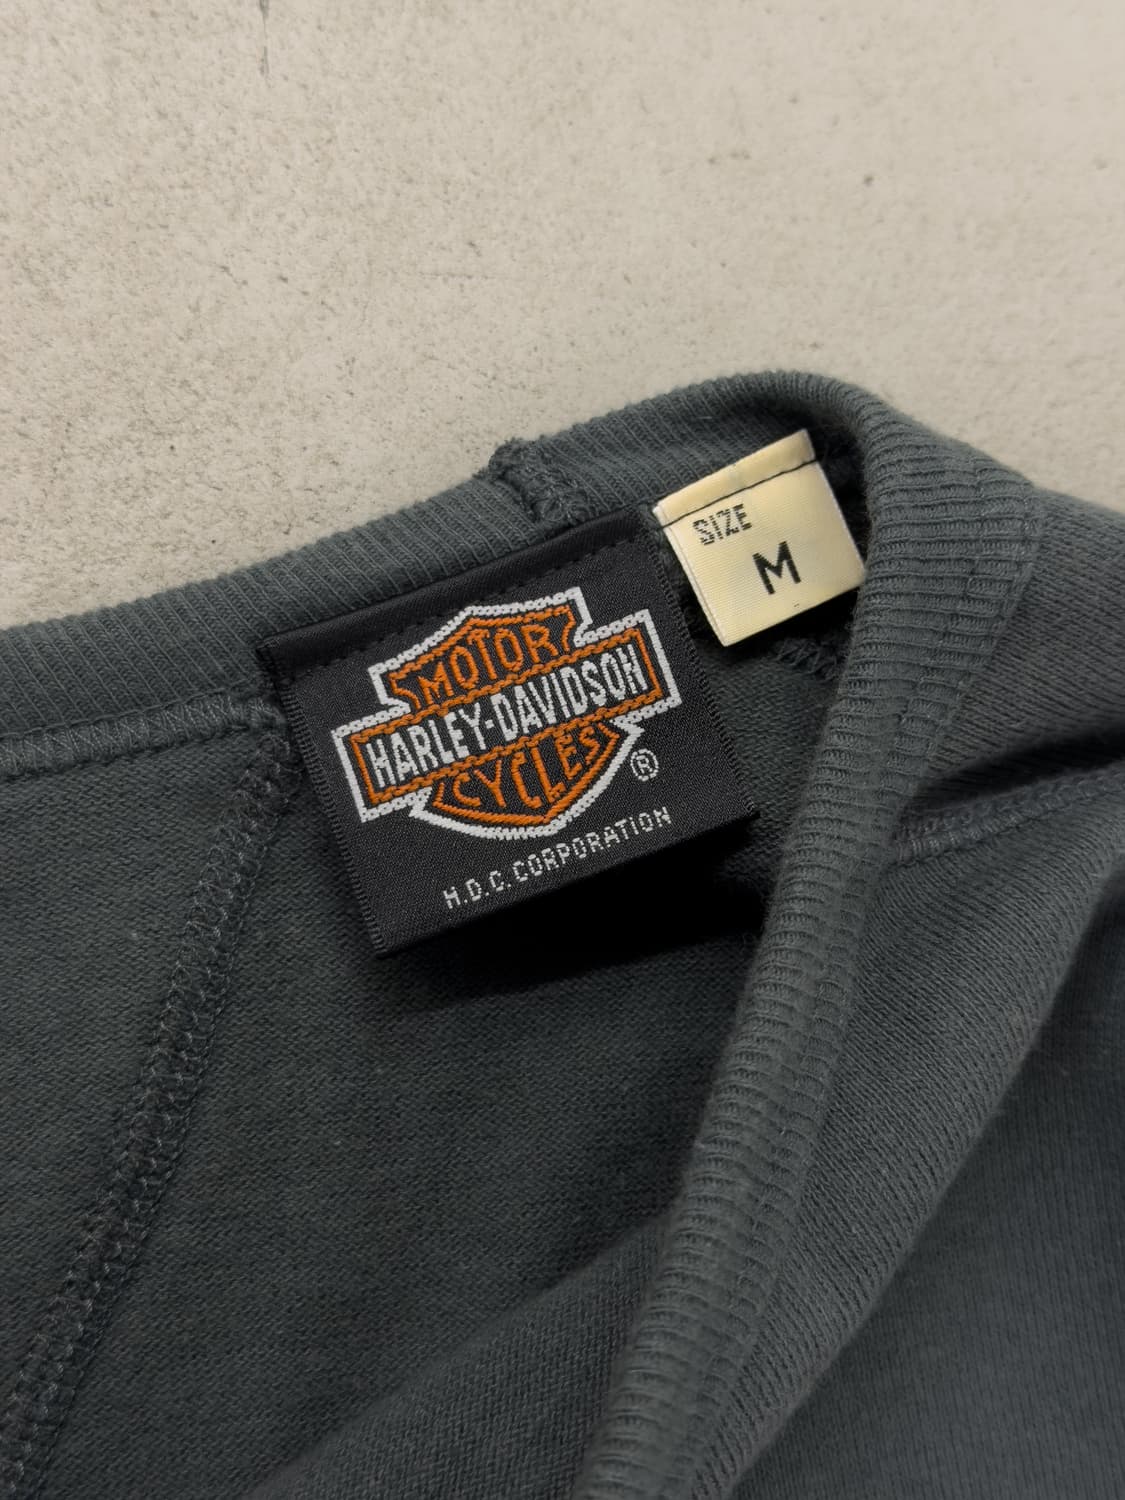 SIZE
M
MOTOR
HARLEY-DAVIDSON
CYCLES
®
H.D.C.CORPORATION